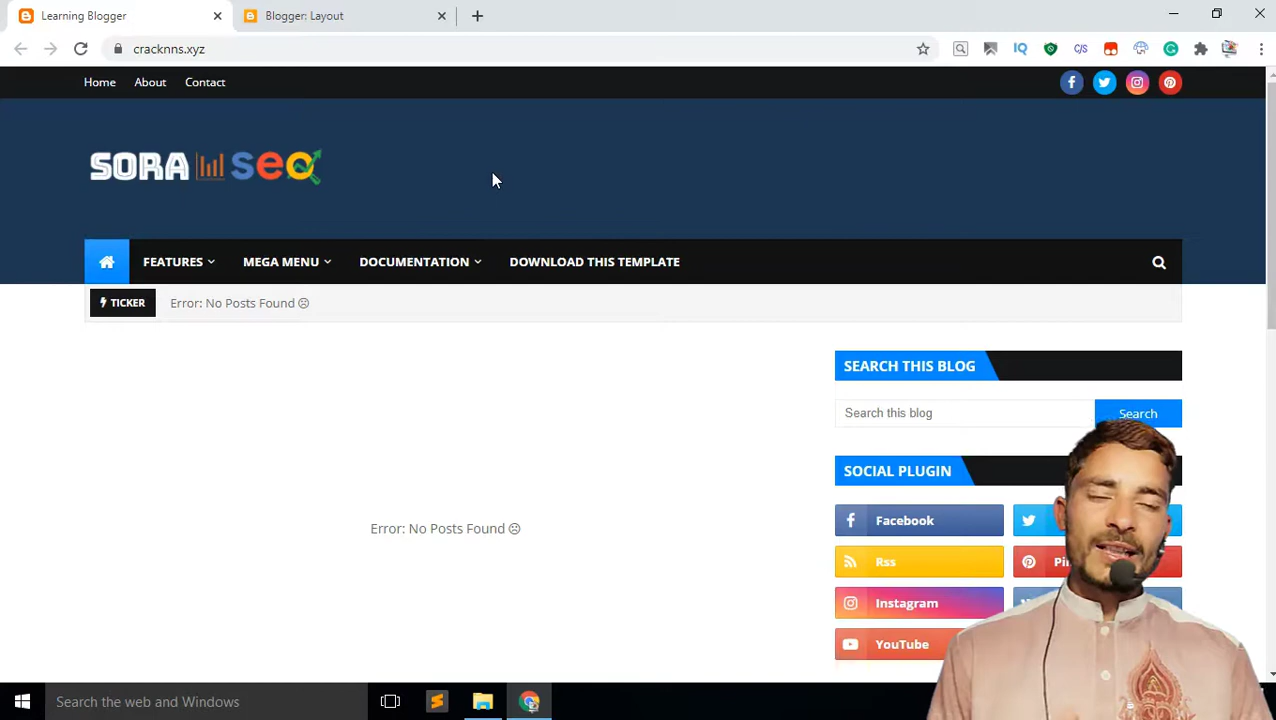 Learning Blogger
Blogger: Layout
cracknns.xyz
IQ
C/S
Home About Contact
SORA seo
FEATURES MEGA MENU DOCUMENTATION DOWNLOAD THIS TEMPLATE
TICKER Error: No Posts Found ☹
SEARCH THIS BLOG
Search this blog Search
SOCIAL PLUGIN
Error: No Posts Found ☹
Facebook
Rss
Instagram
YouTube
Search the web and Windows